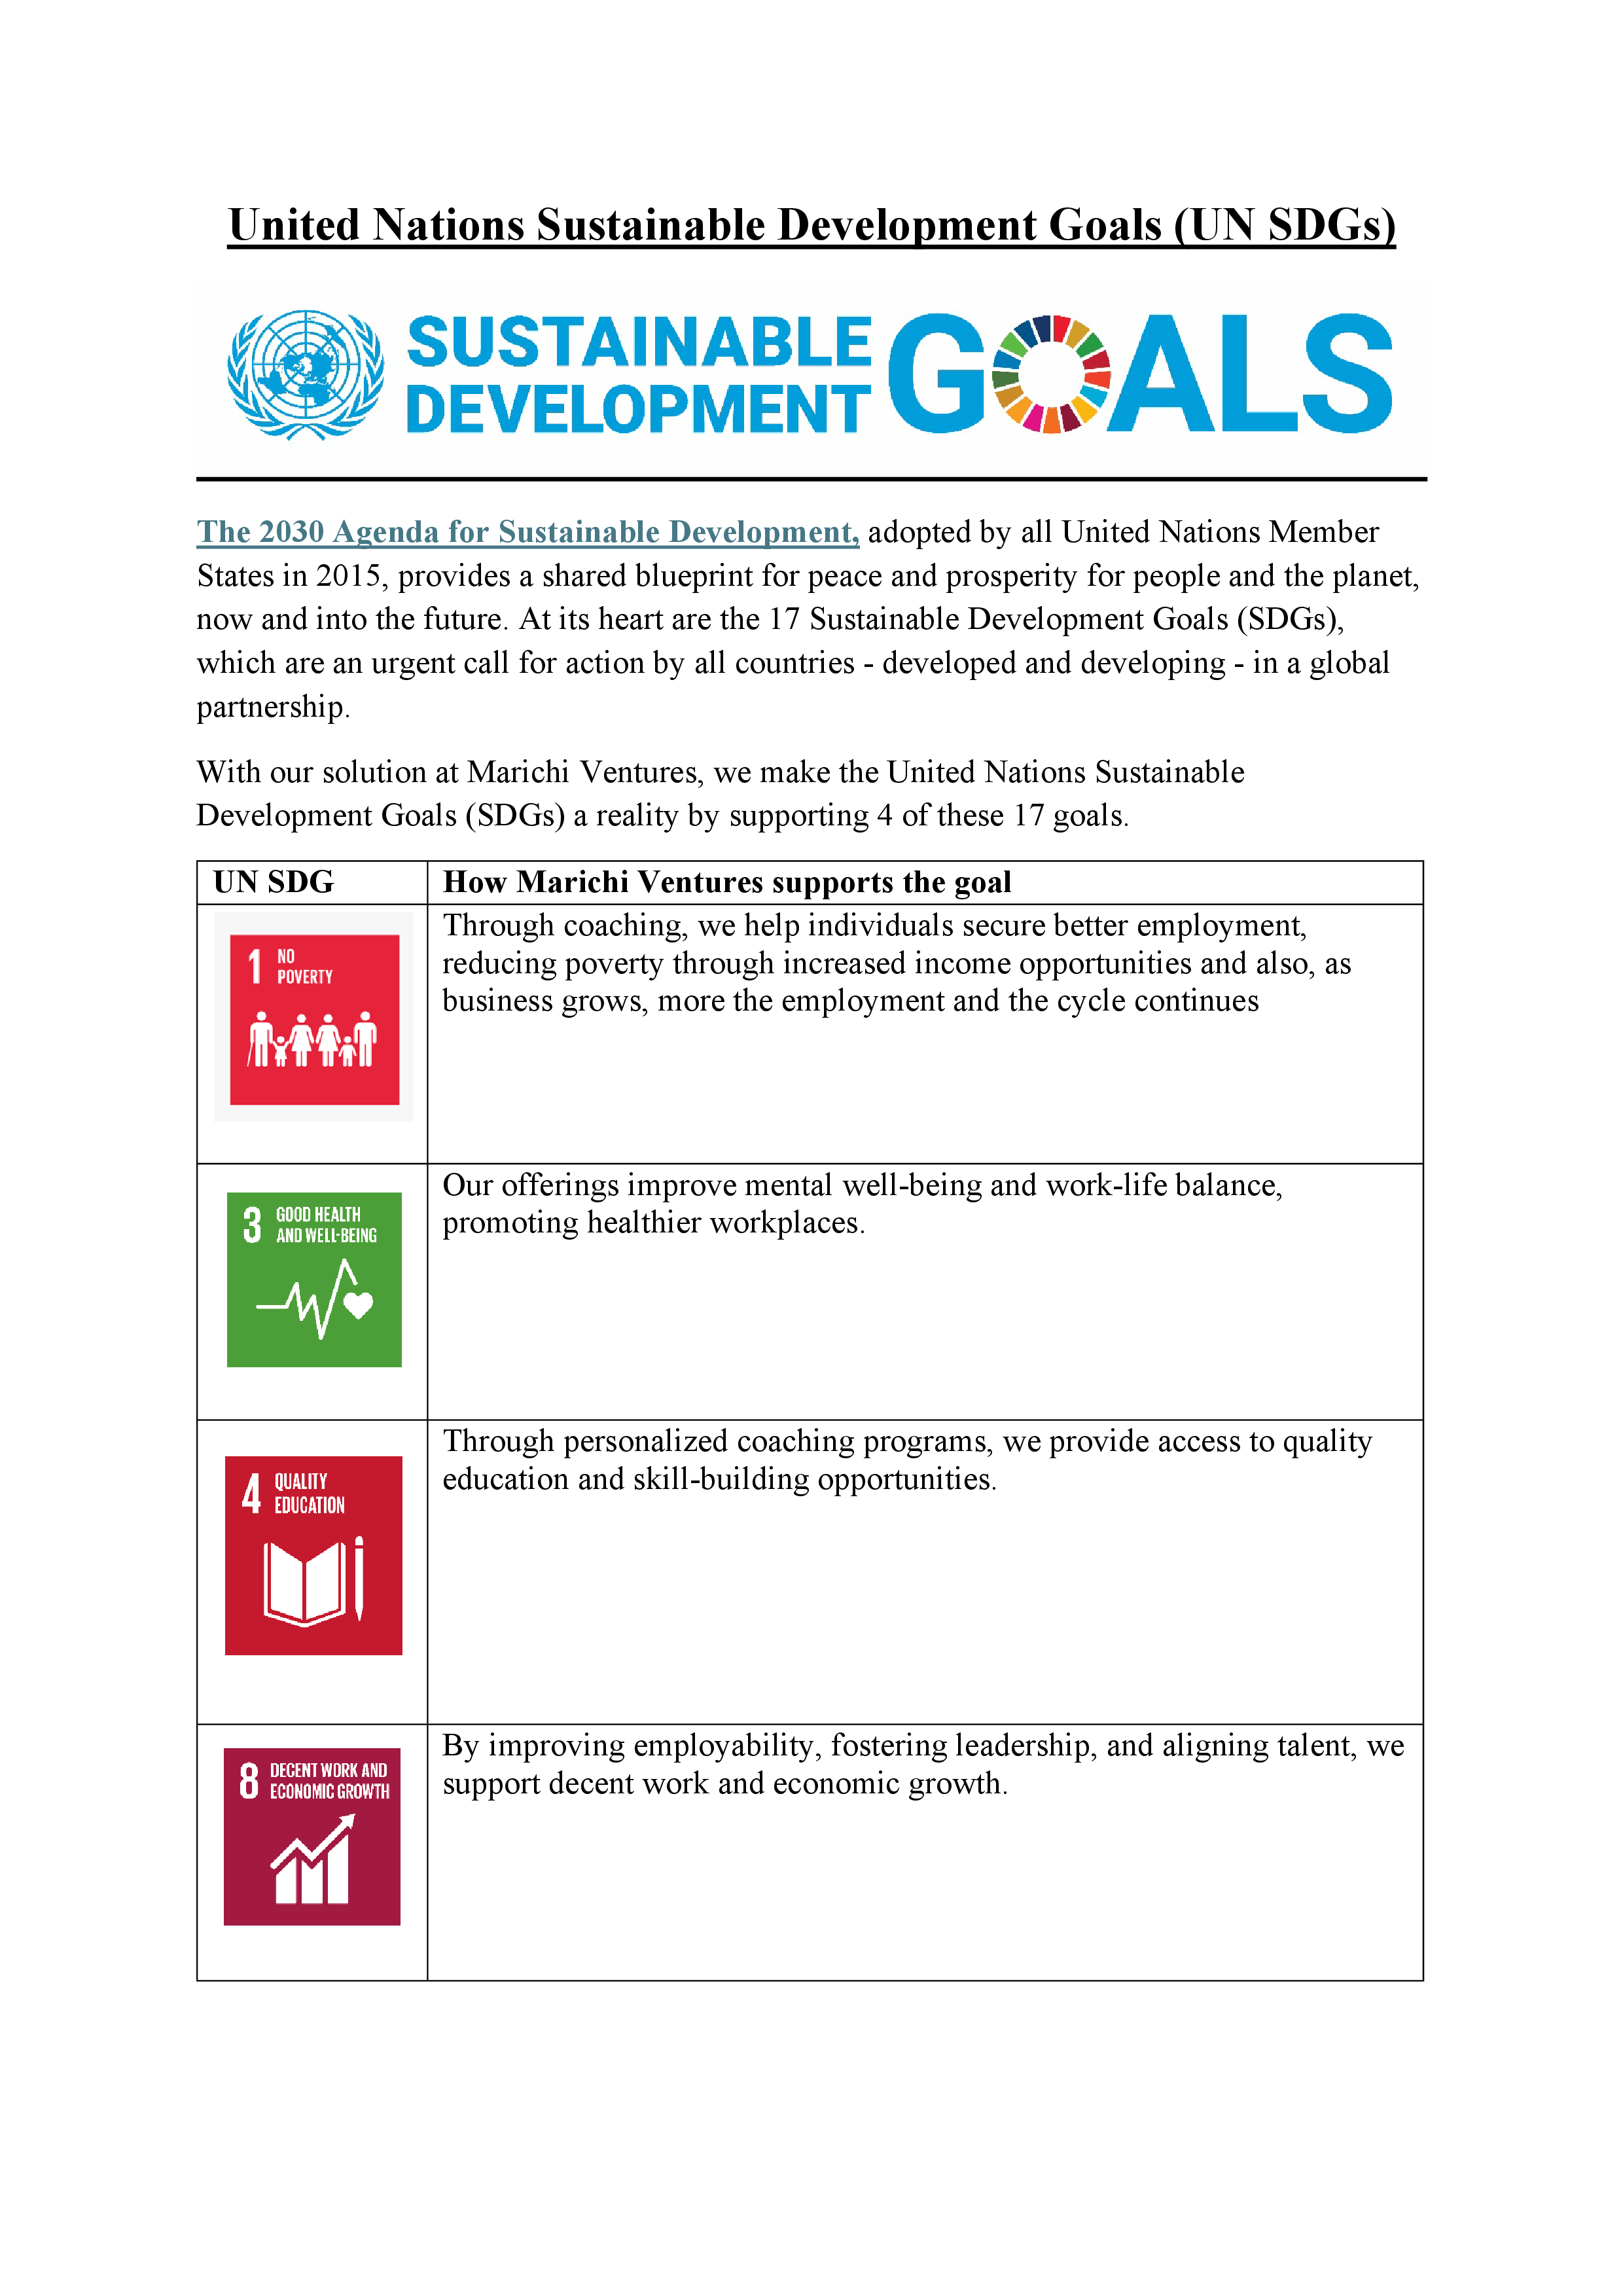 United Nations Sustainable Development Goals (UN SDGs)
SUSTAINABLE
DEVELOPMENT
GOALS
The 2030 Agenda for Sustainable Development, adopted by all United Nations Member
States in 2015, provides a shared blueprint for peace and prosperity for people and the planet,
now and into the future. At its heart are the 17 Sustainable Development Goals (SDGs),
which are an urgent call for action by all countries - developed and developing - in a global
partnership.
With our solution at Marichi Ventures, we make the United Nations Sustainable
Development Goals (SDGs) a reality by supporting 4 of these 17 goals.
UN SDG
How Marichi Ventures supports the goal
1 NO
POVERTY
Through coaching, we help individuals secure better employment,
reducing poverty through increased income opportunities and also, as
business grows, more the employment and the cycle continues
3 GOOD HEALTH
AND WELL-BEING
Our offerings improve mental well-being and work-life balance,
promoting healthier workplaces.
4 QUALITY
EDUCATION
Through personalized coaching programs, we provide access to quality
education and skill-building opportunities.
8 DECENT WORK AND
ECONOMIC GROWTH
By improving employability, fostering leadership, and aligning talent, we
support decent work and economic growth.